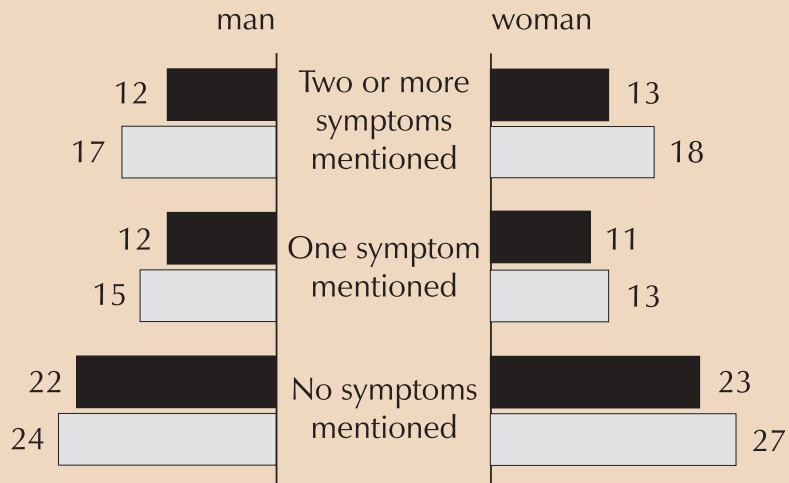 man woman
12 Two or more 13
symptoms
17 mentioned 18
12 One symptom 11
15 mentioned 13
22 No symptoms 23
24 mentioned 27